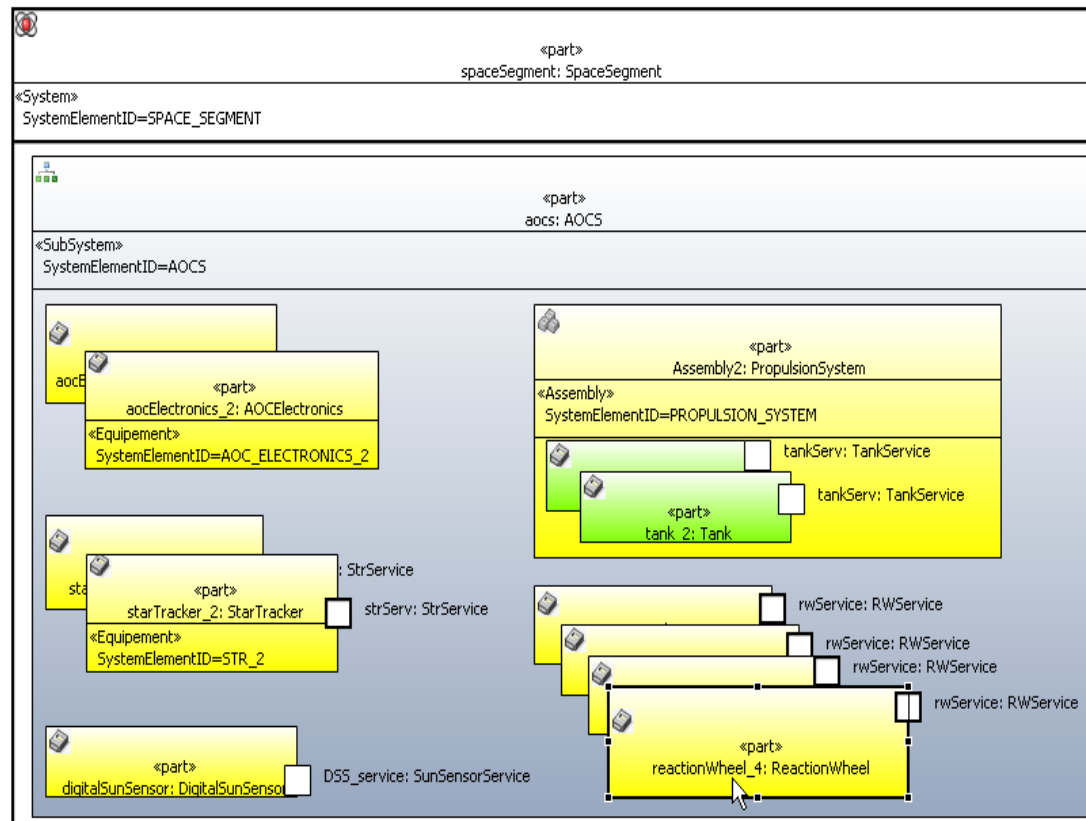 «part»
spaceSegment: SpaceSegment
«System»
SystemElementID=SPACE_SEGMENT
«part»
aocs: AOCS
«SubSystem»
SystemElementID=AOCS
«part»
aocElectronics_2: AOCElectronics
«Equipement»
SystemElementID=AOC_ELECTRONICS_2
«part»
Assembly2: PropulsionSystem
«Assembly»
SystemElementID=PROPULSION_SYSTEM
tankServ: TankService
tankServ: TankService
«part»
tank_2: Tank
: StrService
«part»
starTracker_2: StarTracker
strServ: StrService
«Equipement»
SystemElementID=STR_2
rwService: RWService
rwService: RWService
rwService: RWService
rwService: RWService
«part»
reactionWheel_4: ReactionWheel
«part»
digitalSunSensor: DigitalSunSensor
DSS_service: SunSensorService